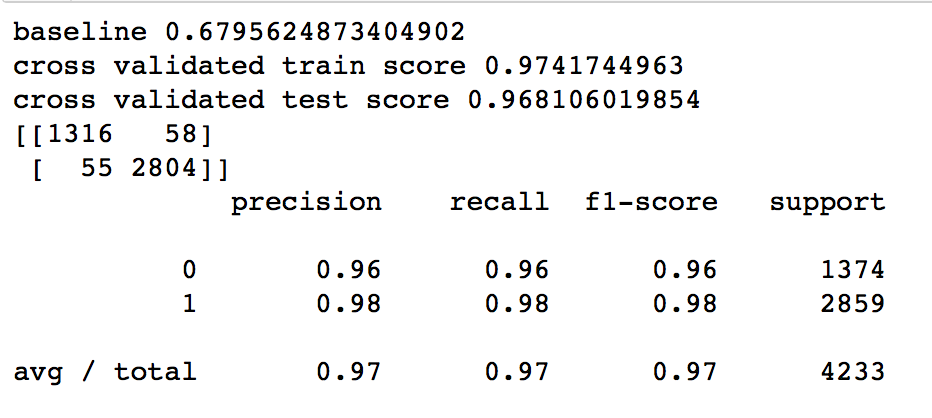 baseline 0.6795624873404902
cross validated train score 0.9741744963
cross validated test score 0.968106019854
[[1316   58]
 [  55 2804]]
             precision    recall  f1-score   support

          0       0.96      0.96      0.96      1374
          1       0.98      0.98      0.98      2859

avg / total       0.97      0.97      0.97      4233